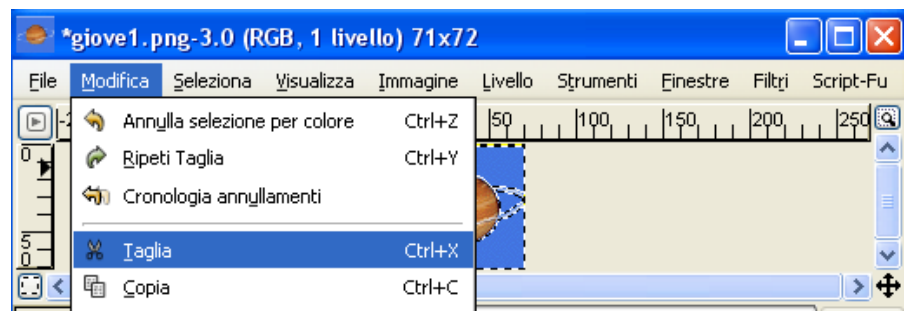 *giove1.png-3.0 (RGB, 1 livello) 71x72
File Modifica Seleziona Visualizza Immagine Livello Strumenti Finestre Filtri Script-Fu
50 100 150 200 250
Annulla selezione per colore Ctrl+Z
0
Ripeti Taglia Ctrl+Y
Cronologia annullamenti
50
Taglia Ctrl+X
Copia Ctrl+C